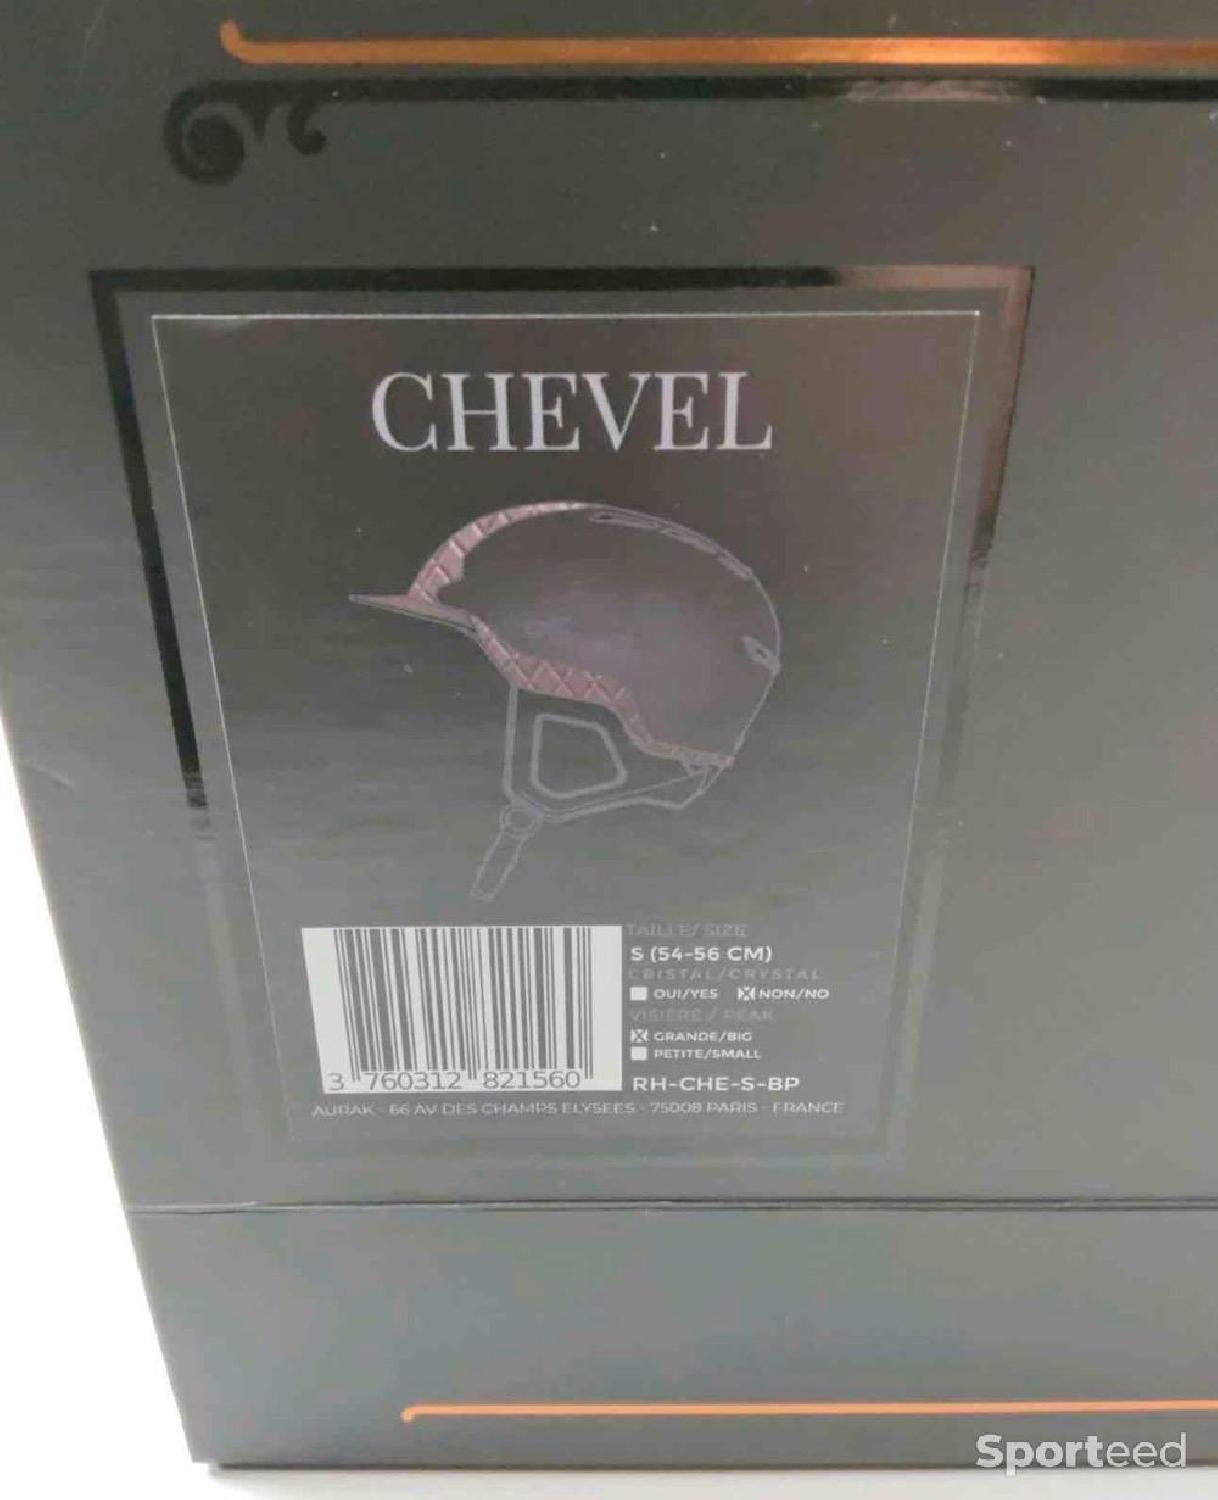 CHEVEL
TAILLE/ SIZE
S (54-56 CM)
CRISTAL/CRYSTAL
OUI/YES NON/NO
VISIÈRE / PEAK
GRANDE/BIG
PETITE/SMALL
3 760312 821560
RH-CHE-S-BP
AURAK - 66 AV DES CHAMPS ELYSEES - 75008 PARIS - FRANCE
Sporteed